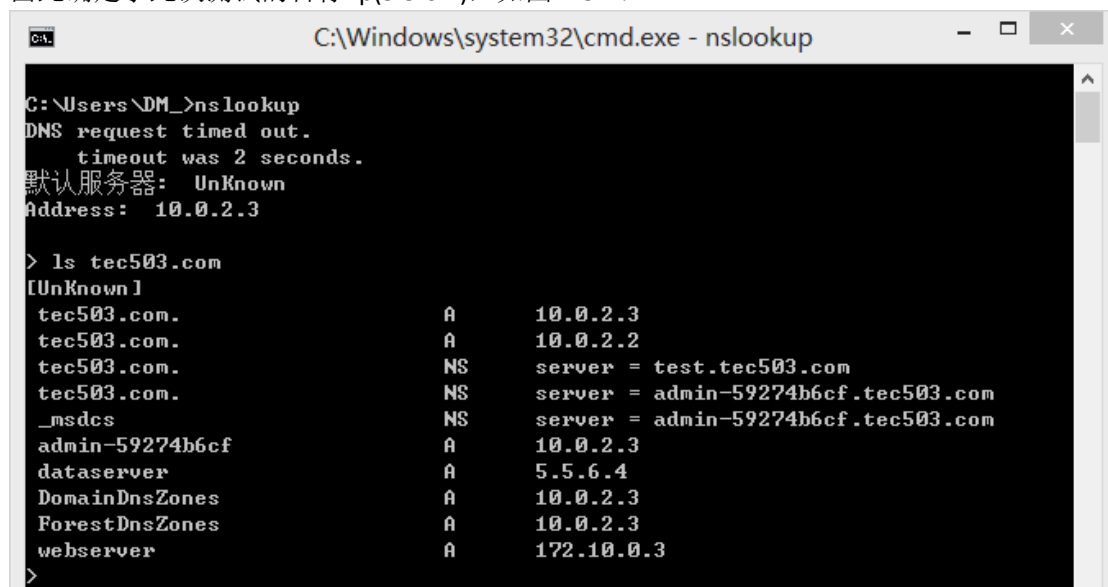 C:\Windows\system32\cmd.exe - nslookup
C:\Users\DM_>nslookup
DNS request timed out.
    timeout was 2 seconds.
默认服务器:  UnKnown
Address:  10.0.2.3
> ls tec503.com
[UnKnown]
 tec503.com.                    A      10.0.2.3
 tec503.com.                    A      10.0.2.2
 tec503.com.                    NS     server = test.tec503.com
 tec503.com.                    NS     server = admin-59274b6cf.tec503.com
 _msdcs                         NS     server = admin-59274b6cf.tec503.com
 admin-59274b6cf                A      10.0.2.3
 dataserver                     A      5.5.6.4
 DomainDnsZones                 A      10.0.2.3
 ForestDnsZones                 A      10.0.2.3
 webserver                      A      172.10.0.3
>